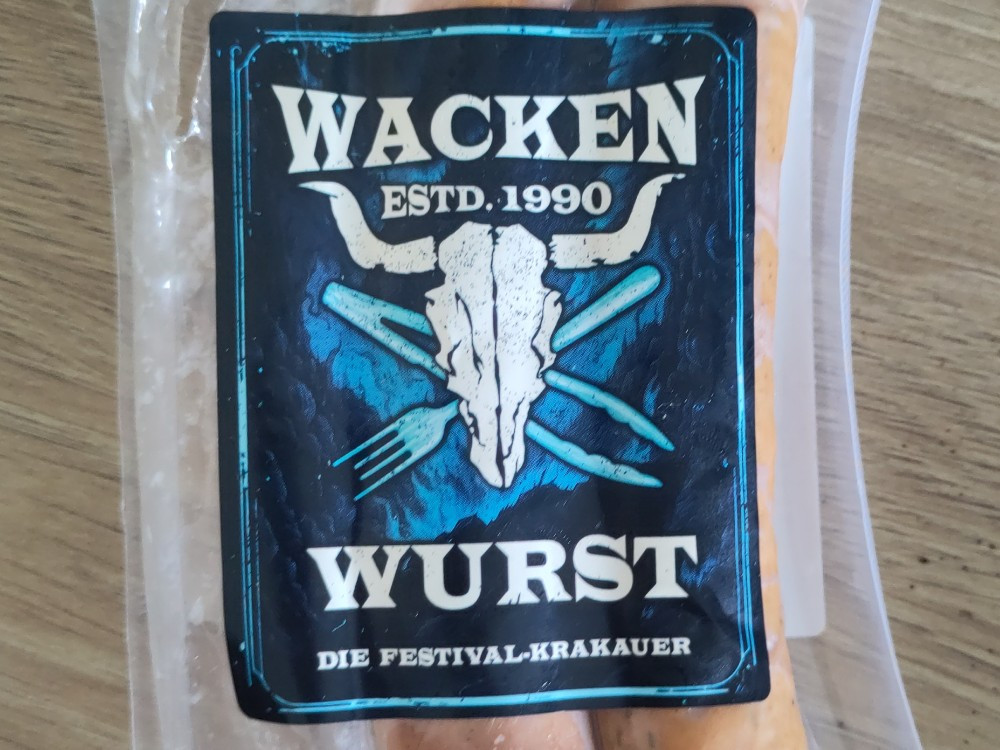 WACKEN
ESTD. 1990
WURST
DIE FESTIVAL-KRAKAUER